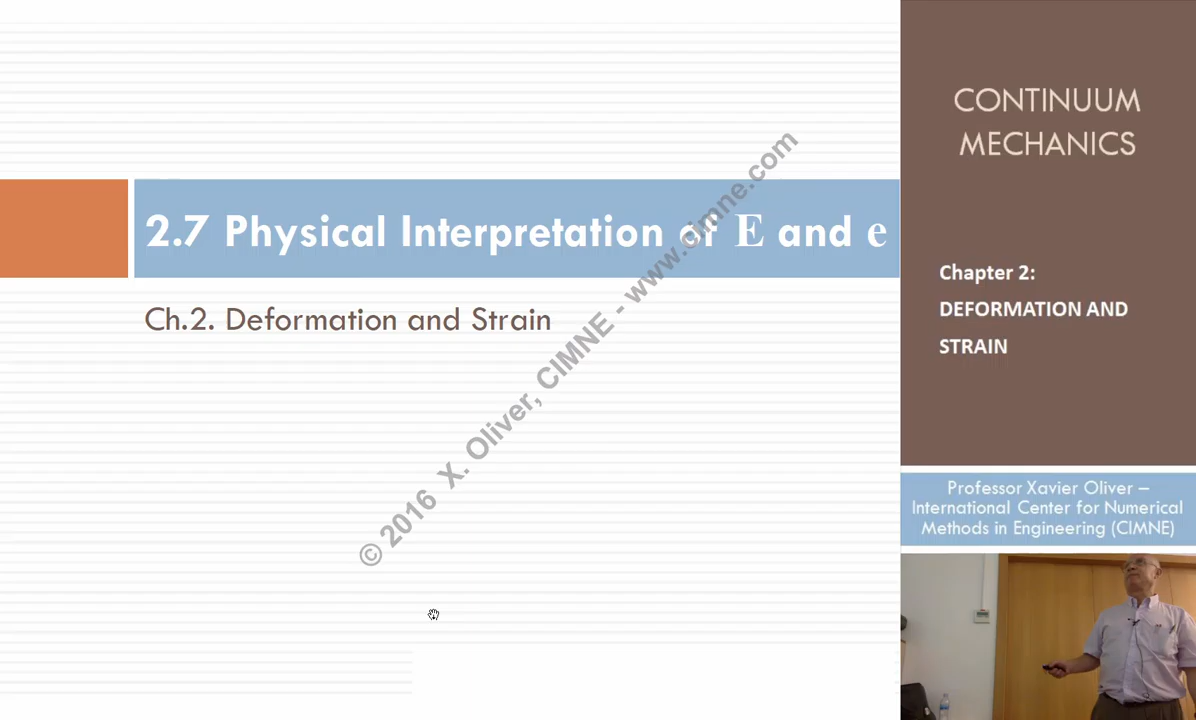 2.7 Physical Interpretation of E and e
Ch.2. Deformation and Strain
© 2016 X. Oliver, CIMNE - www.cimne.com
CONTINUUM
MECHANICS
Chapter 2:
DEFORMATION AND
STRAIN
Professor Xavier Oliver –
International Center for Numerical
Methods in Engineering (CIMNE)